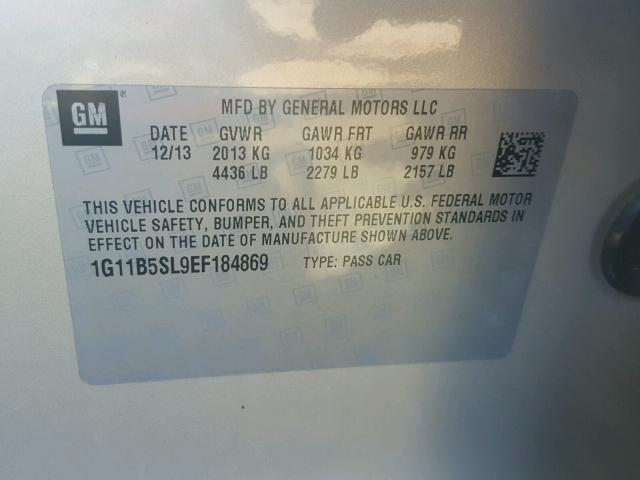 GM
MFD BY GENERAL MOTORS LLC
DATE GVWR GAWR FRT GAWR RR
12/13 2013 KG 1034 KG 979 KG
4436 LB 2279 LB 2157 LB
THIS VEHICLE CONFORMS TO ALL APPLICABLE U.S. FEDERAL MOTOR
VEHICLE SAFETY, BUMPER, AND THEFT PREVENTION STANDARDS IN
EFFECT ON THE DATE OF MANUFACTURE SHOWN ABOVE.
1G11B5SL9EF184869 TYPE: PASS CAR